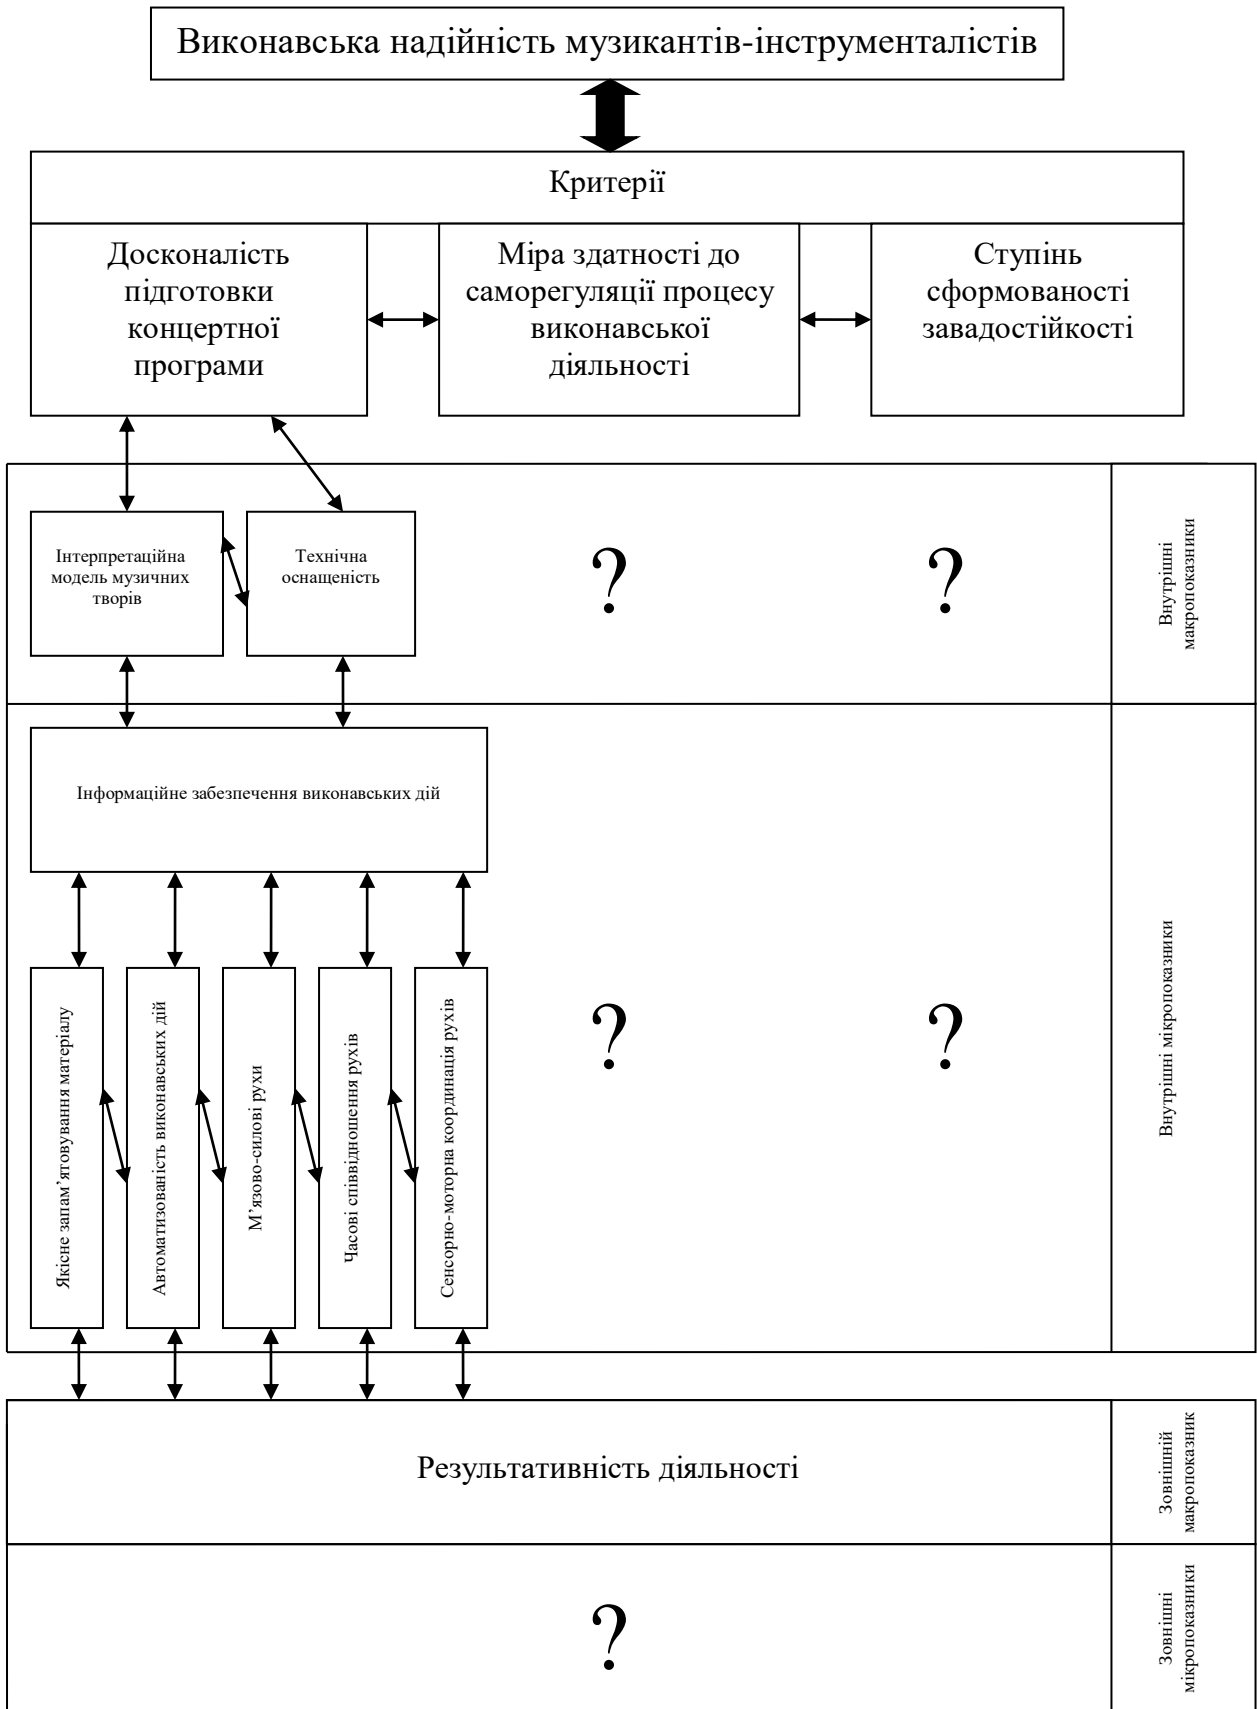 Виконавська надійність музикантів-інструменталістів
Критерії
Досконалість
підготовки
концертної
програми
Міра здатності до
саморегуляції процесу
виконавської
діяльності
Ступінь
сформованості
завадостійкості
Інтерпретаційна
модель музичних
творів
Технічна
оснащеність
?
?
Внутрішні
макропоказники
Інформаційне забезпечення виконавських дій
Якісне запам’ятовування матеріалу
Автоматизованість виконавських дій
М’язово-силові рухи
Часові співвідношення рухів
Сенсорно-моторна координація рухів
?
?
Внутрішні мікропоказники
Результативність діяльності
Зовнішній
макропоказник
?
Зовнішні
мікропоказники